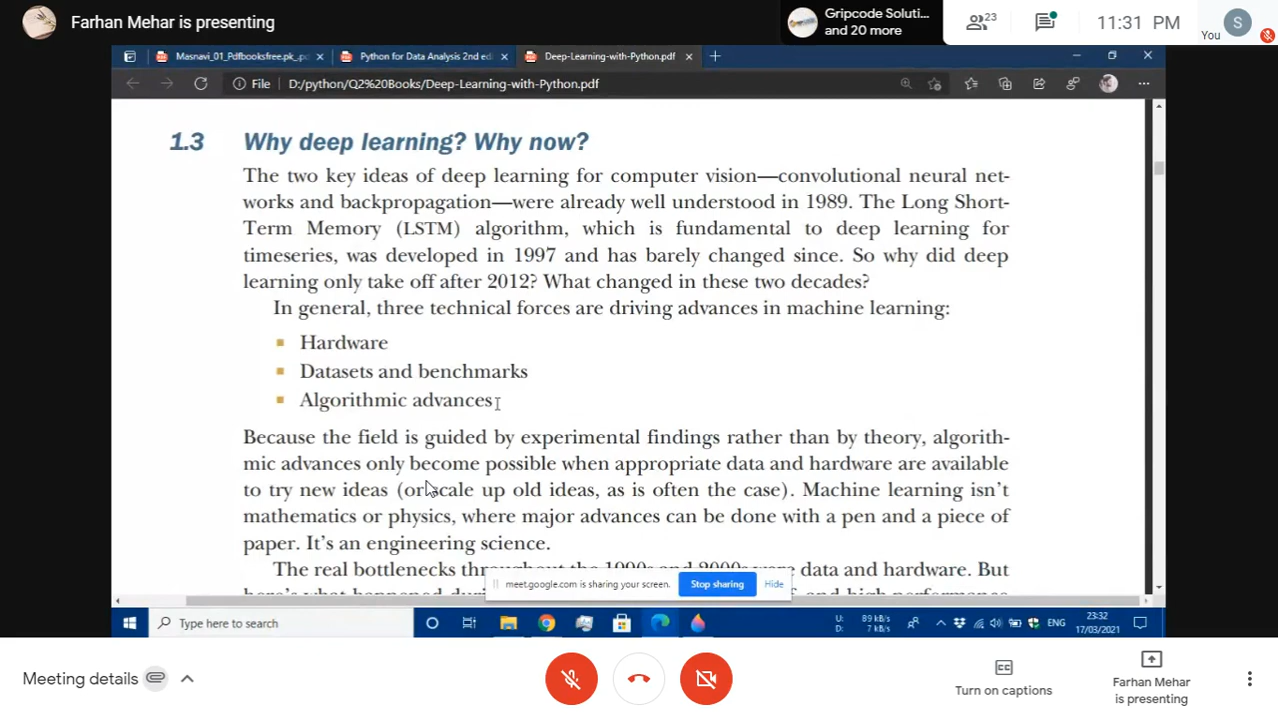 Farhan Mehar is presenting
Gripcode Soluti...
and 20 more
23
11:31 PM
S
You
Masnavi_01_Pdfbooksfree.pk_.p
Python for Data Analysis 2nd ed
Deep-Learning-with-Python.pdf
File D:/python/Q2%20Books/Deep-Learning-with-Python.pdf
1.3 Why deep learning? Why now?
The two key ideas of deep learning for computer vision—convolutional neural net-
works and backpropagation—were already well understood in 1989. The Long Short-
Term Memory (LSTM) algorithm, which is fundamental to deep learning for
timeseries, was developed in 1997 and has barely changed since. So why did deep
learning only take off after 2012? What changed in these two decades?
In general, three technical forces are driving advances in machine learning:
Hardware
Datasets and benchmarks
Algorithmic advances
Because the field is guided by experimental findings rather than by theory, algorith-
mic advances only become possible when appropriate data and hardware are available
to try new ideas (or scale up old ideas, as is often the case). Machine learning isn't
mathematics or physics, where major advances can be done with a pen and a piece of
paper. It's an engineering science.
The real bottlenecks throughout the 1990s and 2000s were data and hardware. But
meet.google.com is sharing your screen.
Stop sharing
Hide
Type here to search
U: 89 kB/s
D: 7 kB/s
ENG
23:32
17/03/2021
Meeting details
Turn on captions
Farhan Mehar
is presenting